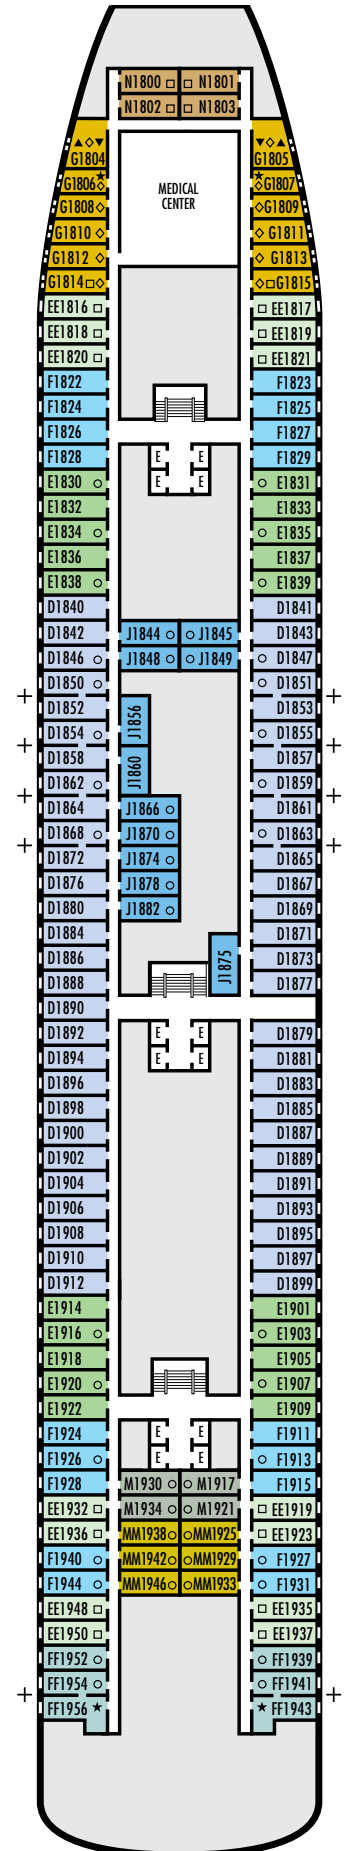 N1800 N1801
N1802 N1803
G1804 G1805
G1806 G1807
G1808 G1809
MEDICAL
CENTER
G1810 G1811
G1812 G1813
G1814 G1815
EE1816 EE1817
EE1818 EE1819
EE1820 EE1821
F1822 F1823
F1824 F1825
F1826 F1827
F1828 E E F1829
E1830 E E E1831
E1832 E1833
E1834 E1835
E1836 E1837
E1838 E1839
D1840 D1841
D1842 J1844 J1845 D1843
D1846 J1848 J1849 D1847
D1850 D1851
D1852 J1856 D1853
D1854 D1855
D1858 J1860 D1857
D1862 D1859
D1864 J1866 D1861
D1868 J1870 D1863
D1872 J1874 D1865
D1876 J1878 D1867
D1880 J1882 D1869
D1884 D1871
D1886 J1875 D1873
D1888 D1877
D1890
D1892 E E D1879
D1894 E E D1881
D1896 D1883
D1898 D1885
D1900 D1887
D1902 D1889
D1904 D1891
D1906 D1893
D1908 D1895
D1910 D1897
D1912 D1899
E1914 E1901
E1916 E1903
E1918 E1905
E1920 E1907
E1922 E1909
F1924 E E F1911
F1926 E E F1913
F1928 M1930 M1917 F1915
EE1932 M1934 M1921 EE1919
EE1936 MM1938 MM1925 EE1923
F1940 MM1942 MM1929 F1927
F1944 MM1946 MM1933 F1931
EE1948 EE1935
EE1950 EE1937
FF1952 FF1939
FF1954 FF1941
FF1956 FF1943